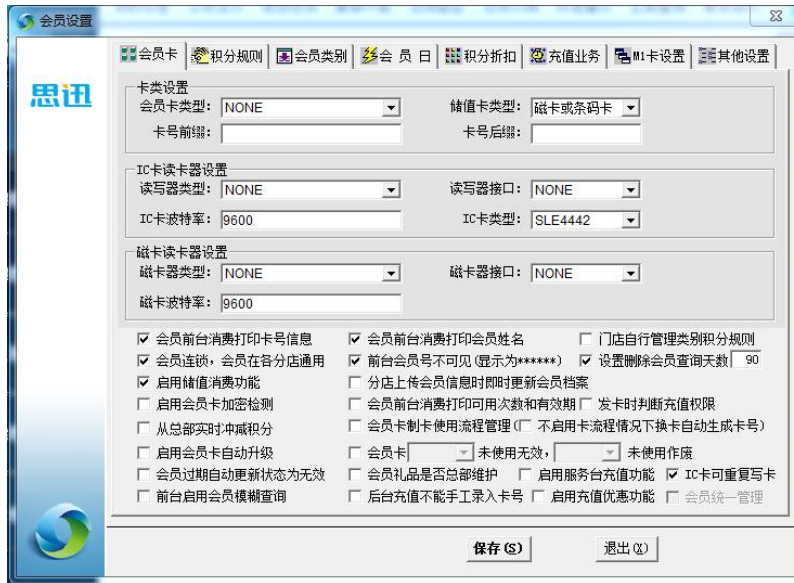 会员设置
会员卡 积分规则 会员类别 会 员 日 积分折扣 充值业务 M1卡设置 其他设置
思迅
卡类设置
会员卡类型: NONE 储值卡类型: 磁卡或条码卡
卡号前缀: 卡号后缀:
IC卡读卡器设置
读写器类型: NONE 读写器接口: NONE
IC卡波特率: 9600 IC卡类型: SLE4442
磁卡读卡器设置
磁卡器类型: NONE 磁卡器接口: NONE
磁卡波特率: 9600
会员前台消费打印卡号信息 会员前台消费打印会员姓名 门店自行管理类别积分规则
会员连锁，会员在各分店通用 前台会员号不可见(显示为******) 设置删除会员查询天数 90
启用储值消费功能 分店上传会员信息时即时更新会员档案
启用会员卡加密检测 会员前台消费打印可用次数和有效期 发卡时判断充值权限
从总部实时冲减积分 会员卡制卡使用流程管理( 不启用卡流程情况下换卡自动生成卡号)
启用会员卡自动升级 会员卡 未使用无效， 未使用作废
会员过期自动更新状态为无效 会员礼品是否总部维护 启用服务台充值功能 IC卡可重复写卡
前台启用会员模糊查询 后台充值不能手工录入卡号 启用充值优惠功能 会员统一管理
保存(S) 退出(X)